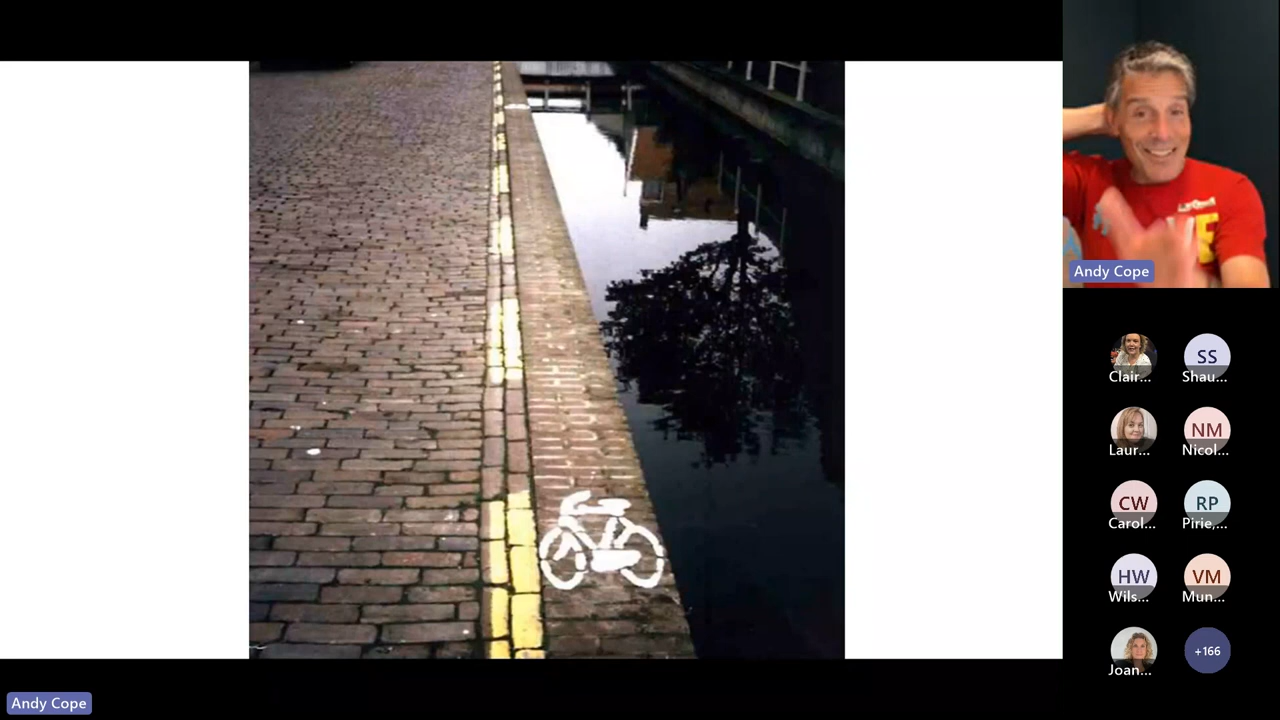 Andy Cope
Clair...
SS
Shau...
Laur...
NM
Nicol...
CW
Carol...
RP
Pirie,...
HW
Wils...
VM
Mun...
Joan...
+166
Andy Cope